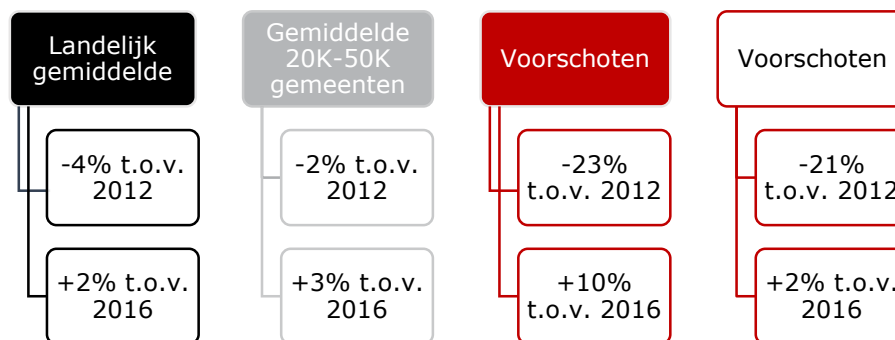 Landelijk
gemiddelde
-4% t.o.v.
2012
+2% t.o.v.
2016
Gemiddelde
20K-50K
gemeenten
-2% t.o.v.
2012
+3% t.o.v.
2016
Voorschoten
-23%
t.o.v. 2012
+10%
t.o.v. 2016
Voorschoten
-21%
t.o.v. 2012
+2% t.o.v.
2016